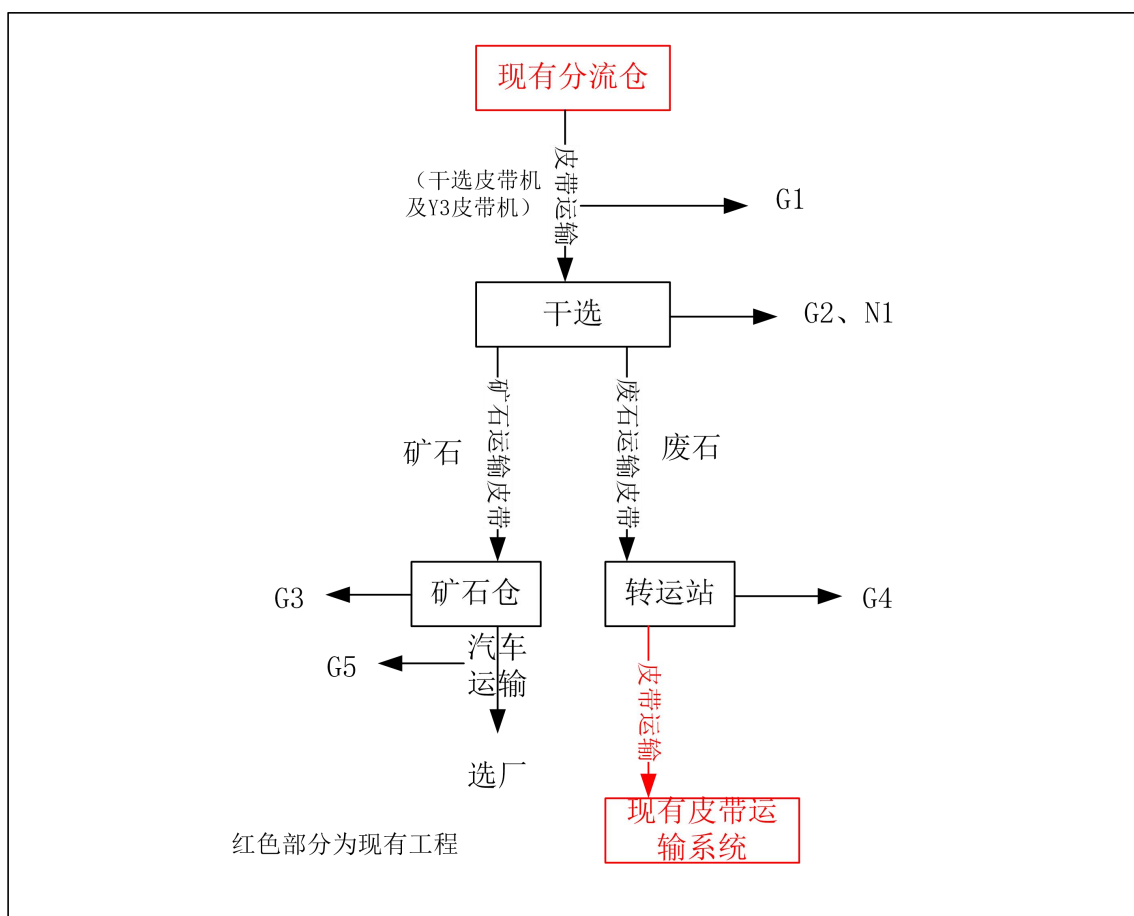 现有分流仓
皮带运输
（干选皮带机
及Y3皮带机）
G1
干选
G2、N1
矿石运输皮带
废石运输皮带
矿石
废石
G3
矿石仓
转运站
G4
汽车
运输
G5
皮带运输
选厂
现有皮带运
输系统
红色部分为现有工程